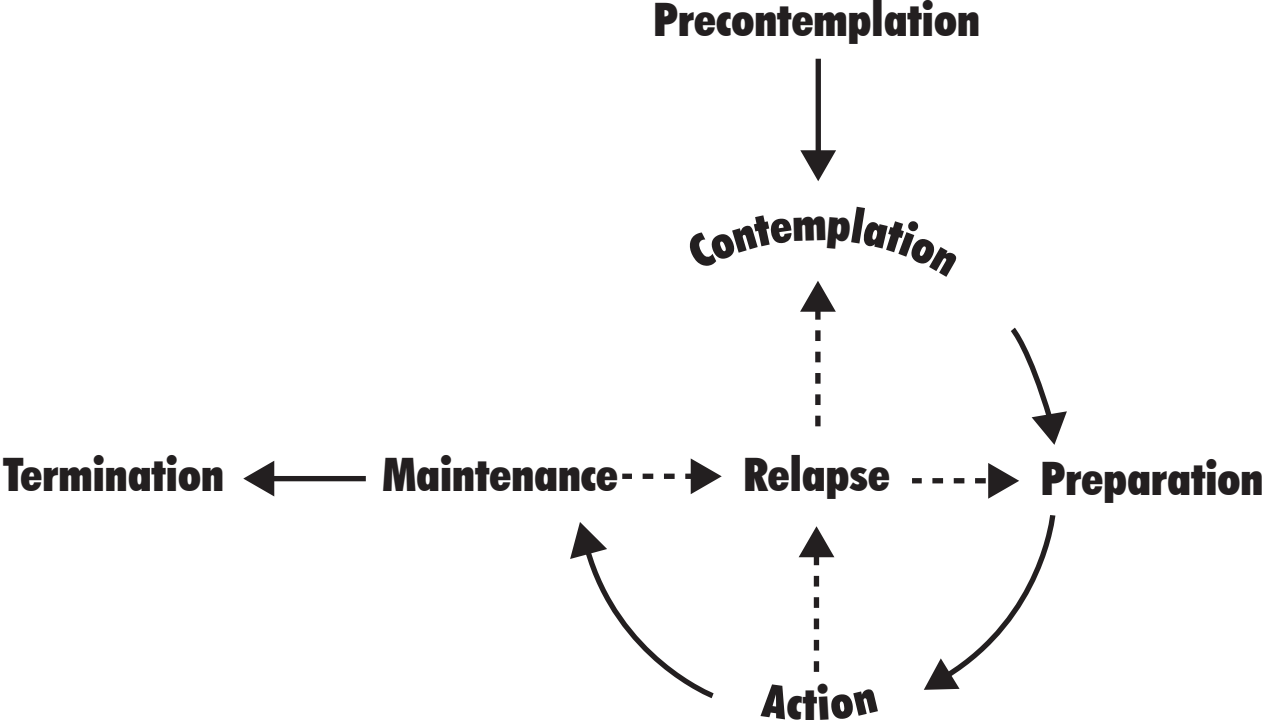 Precontemplation
Contemplation
Termination
Maintenance
Relapse
Preparation
Action